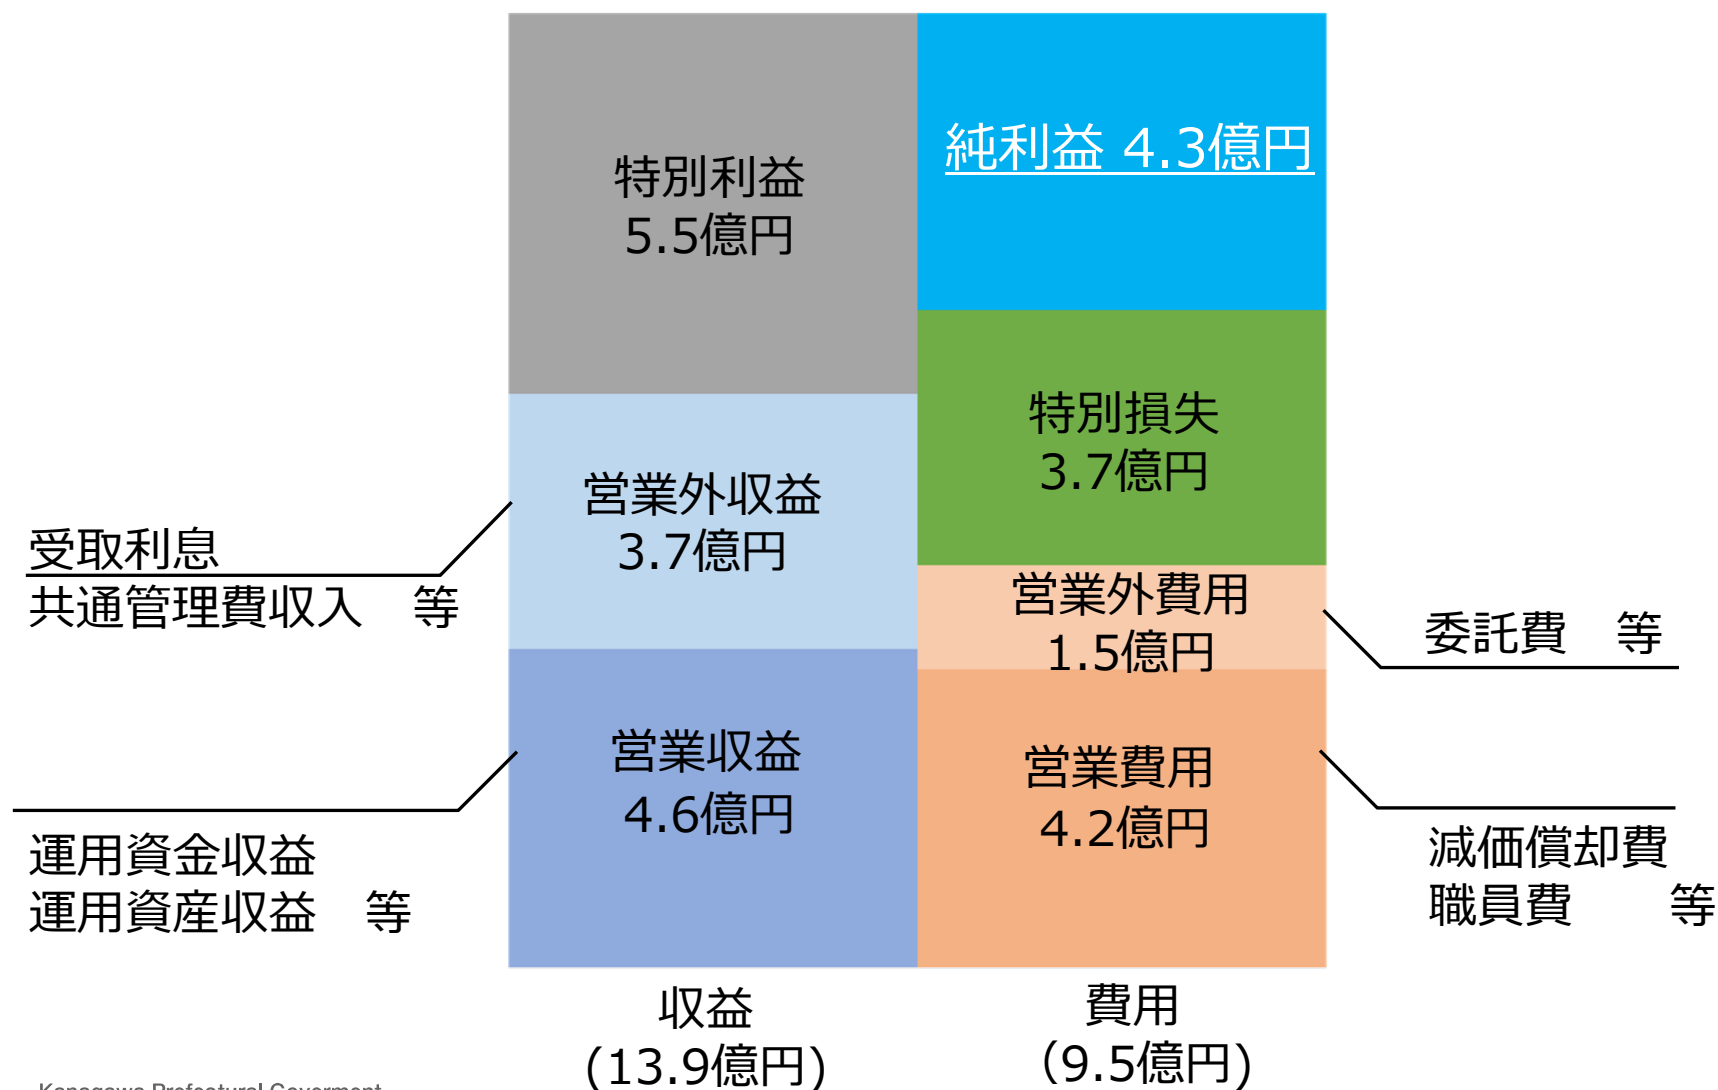 特別利益
5.5億円
純利益 4.3億円
特別損失
3.7億円
営業外収益
3.7億円
受取利息
共通管理費収入　等
営業外費用
1.5億円
委託費　等
営業収益
4.6億円
営業費用
4.2億円
運用資金収益
運用資産収益　等
減価償却費
職員費　　等
収益
(13.9億円)
費用
(9.5億円)
Kanagawa Prefectural Goverment